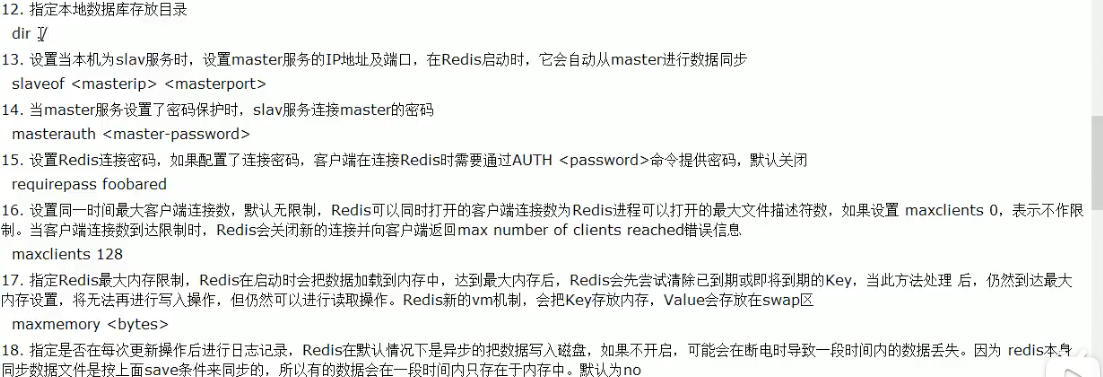 12. 指定本地数据库存放目录
dir ./
13. 设置当本机为slav服务时，设置master服务的IP地址及端口，在Redis启动时，它会自动从master进行数据同步
slaveof <masterip> <masterport>
14. 当master服务设置了密码保护时，slav服务连接master的密码
masterauth <master-password>
15. 设置Redis连接密码，如果配置了连接密码，客户端在连接Redis时需要通过AUTH <password>命令提供密码，默认关闭
requirepass foobared
16. 设置同一时间最大客户端连接数，默认无限制，Redis可以同时打开的客户端连接数为Redis进程可以打开的最大文件描述符数，如果设置 maxclients 0，表示不作限
制。当客户端连接数到达限制时，Redis会关闭新的连接并向客户端返回max number of clients reached错误信息
maxclients 128
17. 指定Redis最大内存限制，Redis在启动时会把数据加载到内存中，达到最大内存后，Redis会先尝试清除已到期或即将到期的Key，当此方法处理 后，仍然到达最大
内存设置，将无法再进行写入操作，但仍然可以进行读取操作。Redis新的vm机制，会把Key存放内存，Value会存放在swap区
maxmemory <bytes>
18. 指定是否在每次更新操作后进行日志记录，Redis在默认情况下是异步的把数据写入磁盘，如果不开启，可能会在断电时导致一段时间内的数据丢失。因为 redis本身
同步数据文件是按上面save条件来同步的，所以有的数据会在一段时间内只存在于内存中。默认为no